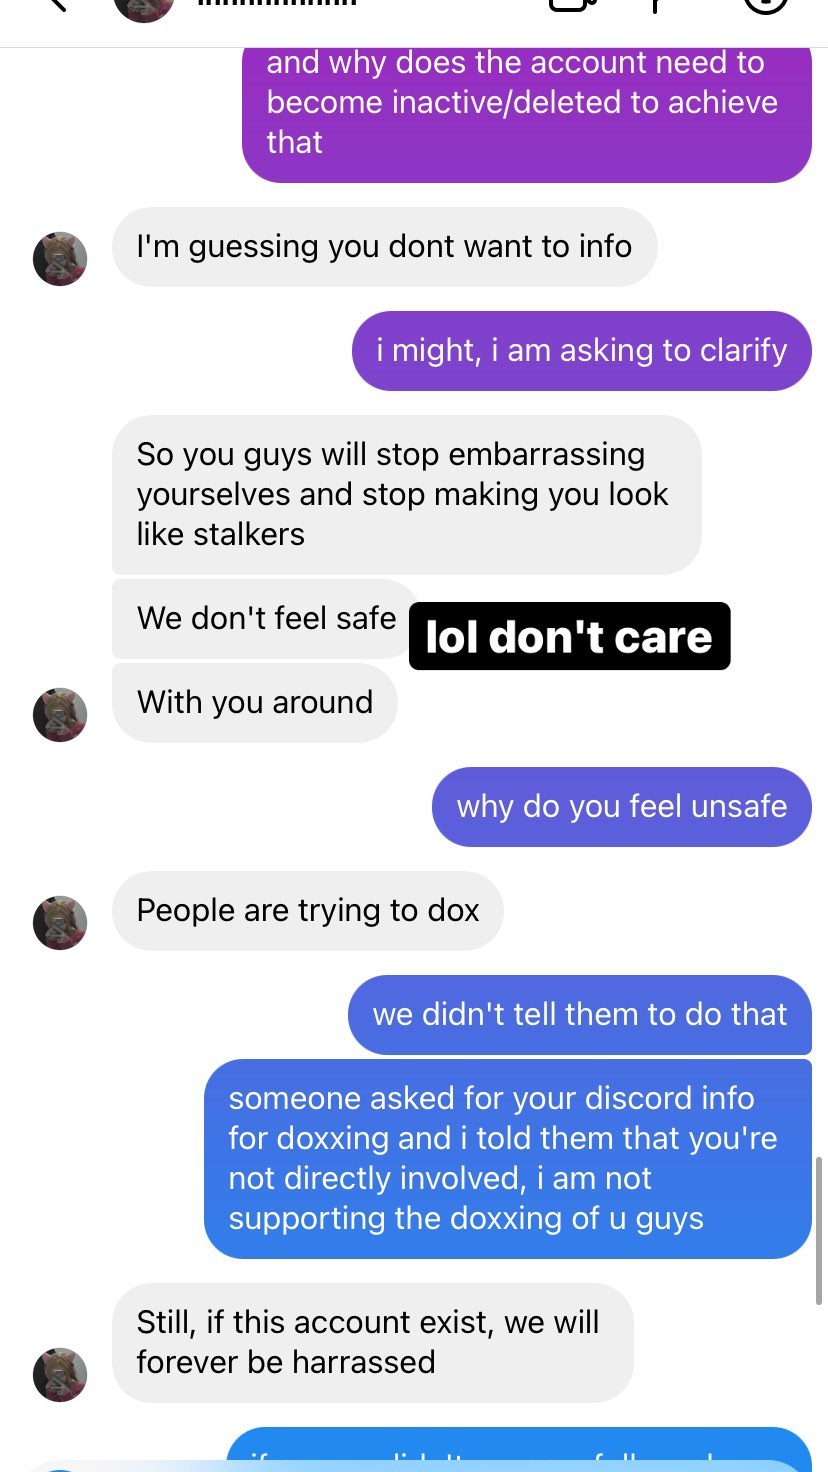 and why does the account need to
become inactive/deleted to achieve
that
I'm guessing you dont want to info
i might, i am asking to clarify
So you guys will stop embarrassing
yourselves and stop making you look
like stalkers
We don't feel safe
lol don't care
With you around
why do you feel unsafe
People are trying to dox
we didn't tell them to do that
someone asked for your discord info
for doxxing and i told them that you're
not directly involved, i am not
supporting the doxxing of u guys
Still, if this account exist, we will
forever be harrassed